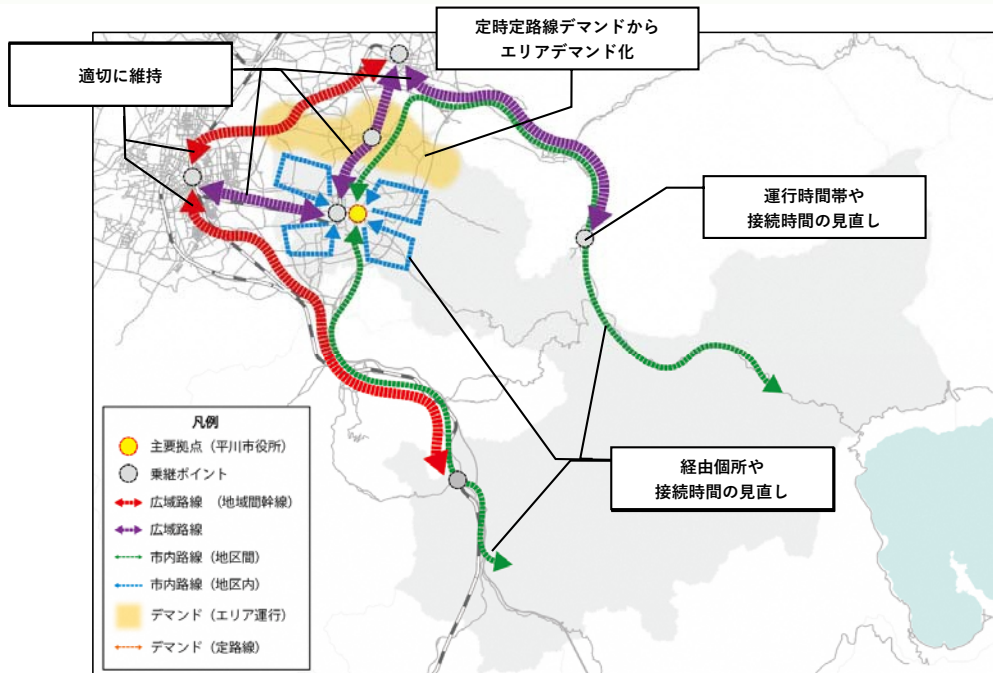 定時定路線デマンドから
エリアデマンド化
適切に維持
運行時間帯や
接続時間の見直し
経由個所や
接続時間の見直し
凡例
主要拠点（平川市役所）
乗継ポイント
広域路線　（地域間幹線）
広域路線
市内路線（地区間）
市内路線（地区内）
デマンド（エリア運行）
デマンド（定路線）